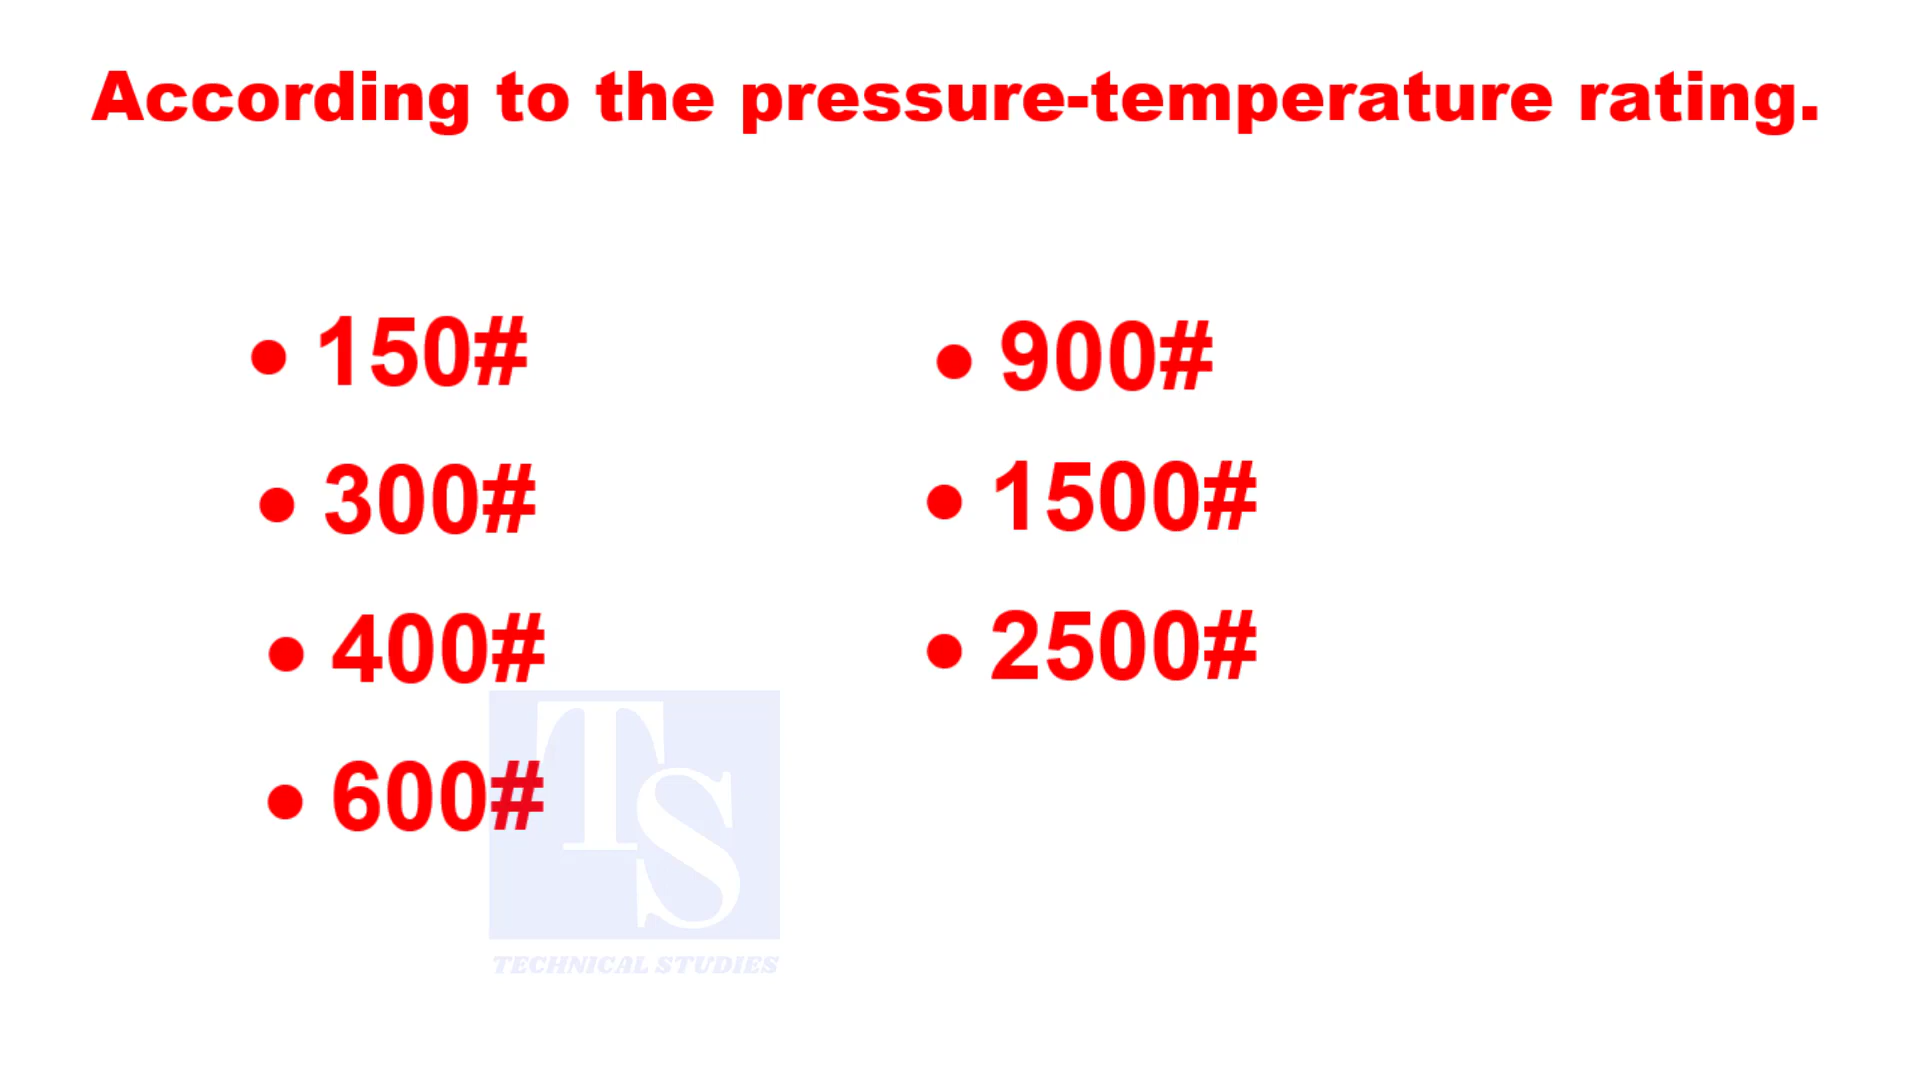 According to the pressure-temperature rating.
• 150#
• 300#
• 400#
• 600#
• 900#
• 1500#
• 2500#
TS
TECHNICAL STUDIES